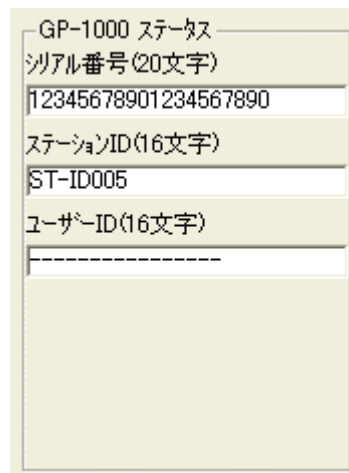 GP-1000 ステータス
シリアル番号(20文字)
12345678901234567890
ステーションID(16文字)
ST-ID005
ユーザーID(16文字)
----------------